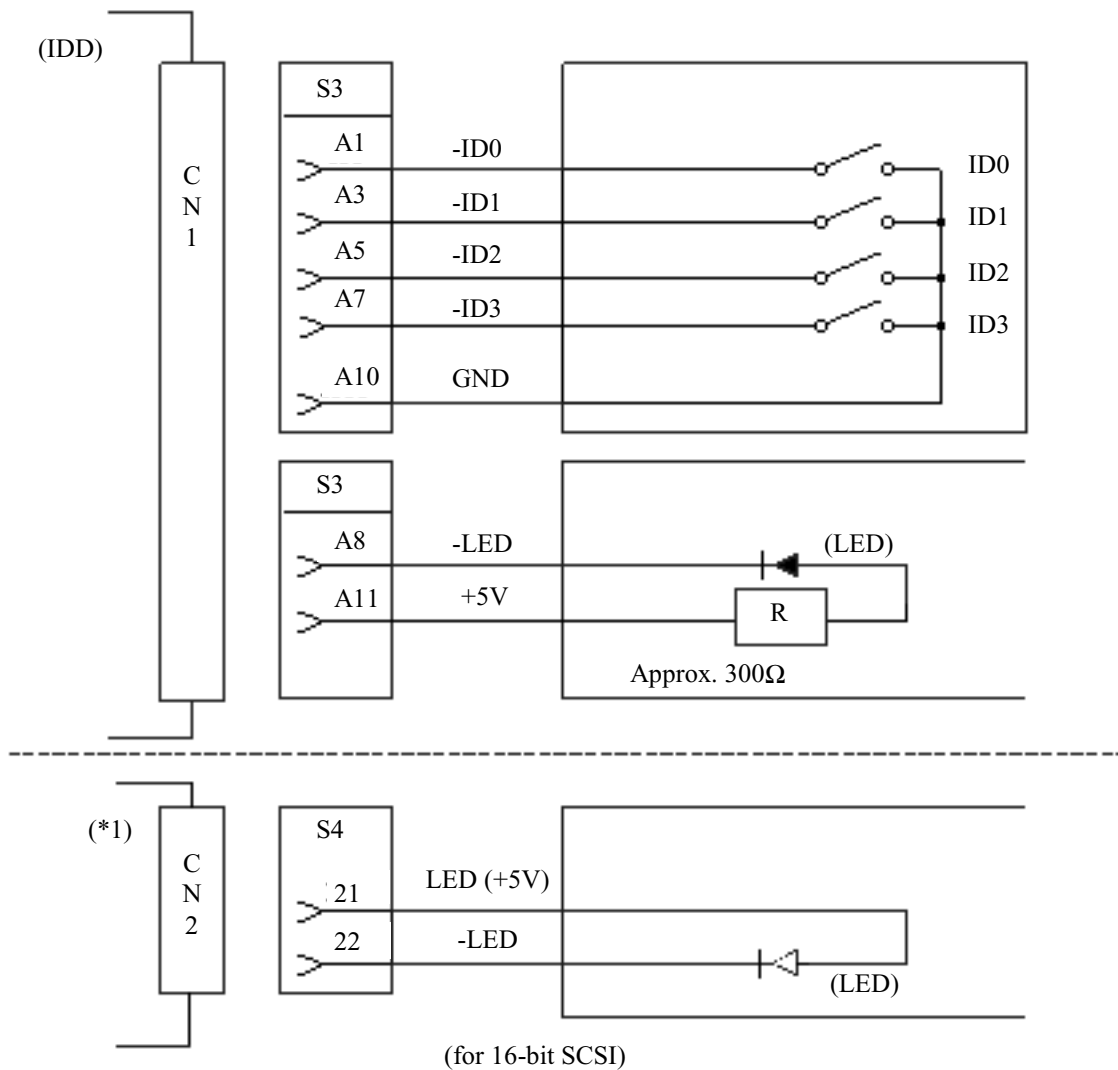 (IDD)
C
N
1
S3
A1
-ID0
ID0
A3
-ID1
ID1
A5
-ID2
ID2
A7
-ID3
ID3
A10
GND
S3
A8
-LED
(LED)
A11
+5V
R
Approx. 300Ω
(*1)
C
N
2
S4
21
LED (+5V)
22
-LED
(LED)
(for 16-bit SCSI)